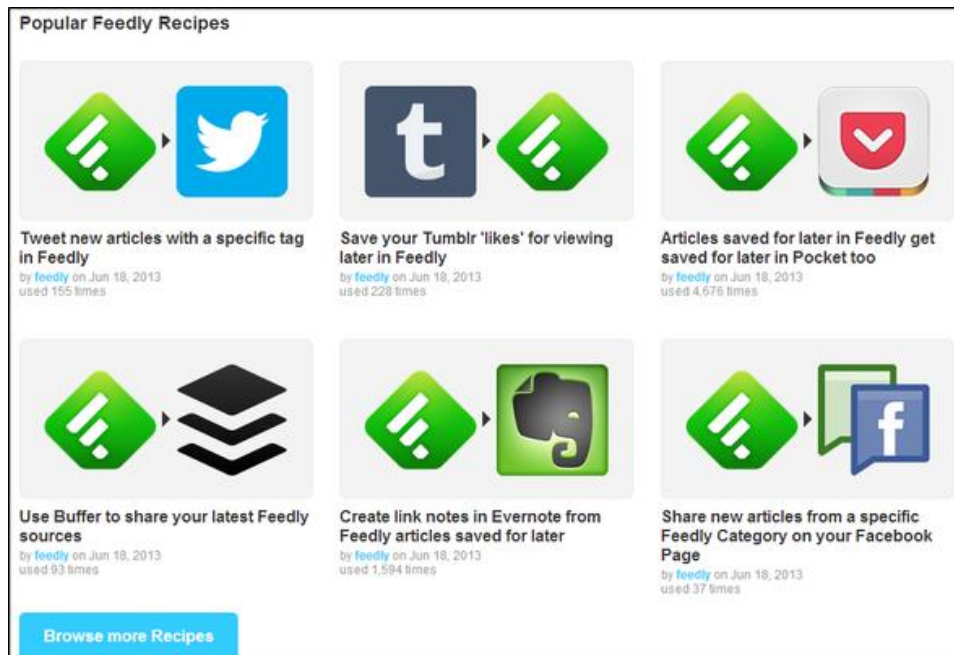 Popular Feedly Recipes
Tweet new articles with a specific tag
in Feedly
by feedly on Jun 18, 2013
used 155 times
Save your Tumblr 'likes' for viewing
later in Feedly
by feedly on Jun 18, 2013
used 228 times
Articles saved for later in Feedly get
saved for later in Pocket too
by feedly on Jun 18, 2013
used 4,676 times
Use Buffer to share your latest Feedly
sources
by feedly on Jun 18, 2013
used 93 times
Create link notes in Evernote from
Feedly articles saved for later
by feedly on Jun 18, 2013
used 1,594 times
Share new articles from a specific
Feedly Category on your Facebook
Page
by feedly on Jun 18, 2013
used 37 times
Browse more Recipes